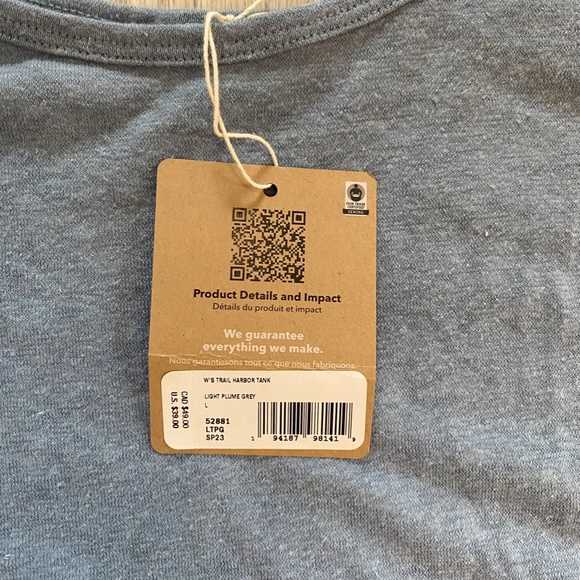 FAIR TRADE
CERTIFIED
SEWING
Product Details and Impact
Détails du produit et impact
We guarantee
everything we make.
Nous garantissons tout ce que nous fabriquons.
W'S TRAIL HARBOR TANK
LIGHT PLUME GREY
L
52881
LTPG
SP23
CAD $49.00
U.S. $39.00
1 94187 98141 9